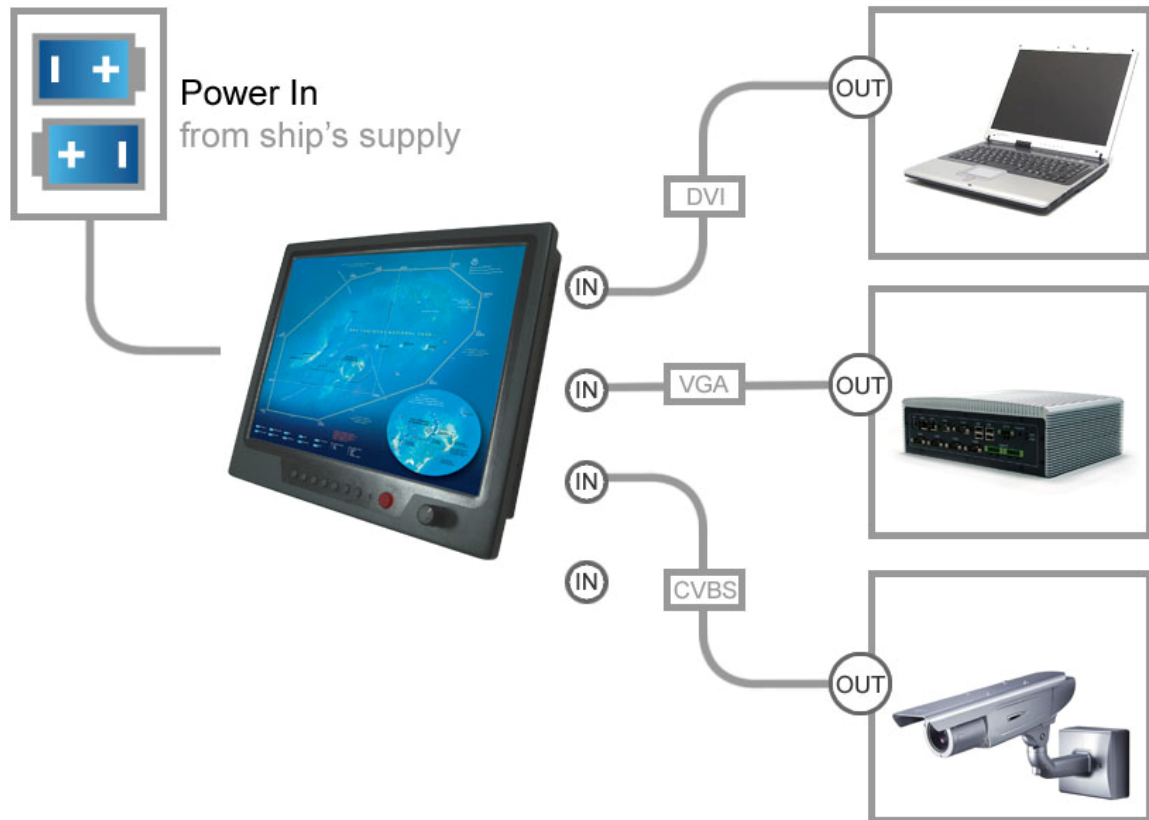 Power In
from ship's supply
OUT
DVI
IN
IN
VGA
OUT
IN
IN
CVBS
OUT